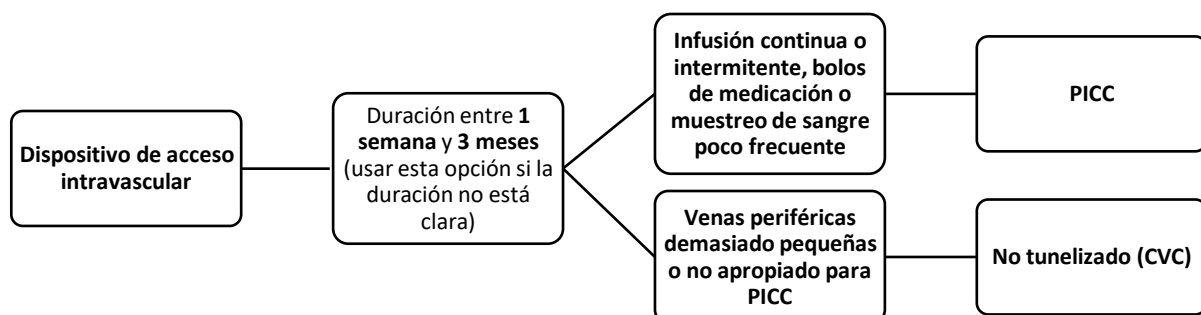 Dispositivo de acceso
intravascular
Duración entre 1
semana y 3 meses
(usar esta opción si la
duración no está
clara)
Infusión continua o
intermitente, bolos
de medicación o
muestreo de sangre
poco frecuente
PICC
Venas periféricas
demasiado pequeñas
o no apropiado para
PICC
No tunelizado (CVC)